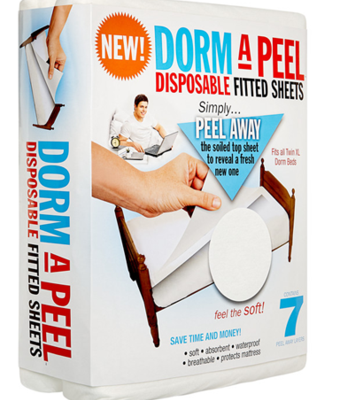 NEW!
DORM A PEEL
DISPOSABLE FITTED SHEETS
Simply...
PEEL AWAY
the soiled top sheet
to reveal a fresh
new one
Fits all Twin XL
Dorm Beds
feel the soft!
SAVE TIME AND MONEY!
• soft • absorbent • waterproof
• breathable • protects mattress
7
DORM A PEEL
DISPOSABLE FITTED SHEETS